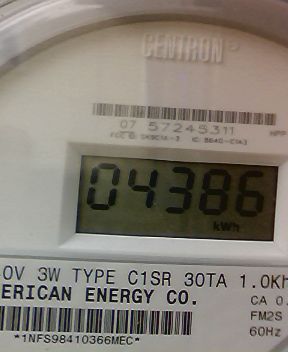 CENTRON
07 57245311
04386
kWh
0V 3W TYPE C1SR 30TA 1.0Kh
ERICAN ENERGY CO.
CA 0.
FM2S
60Hz
*1NFS98410366MEC*